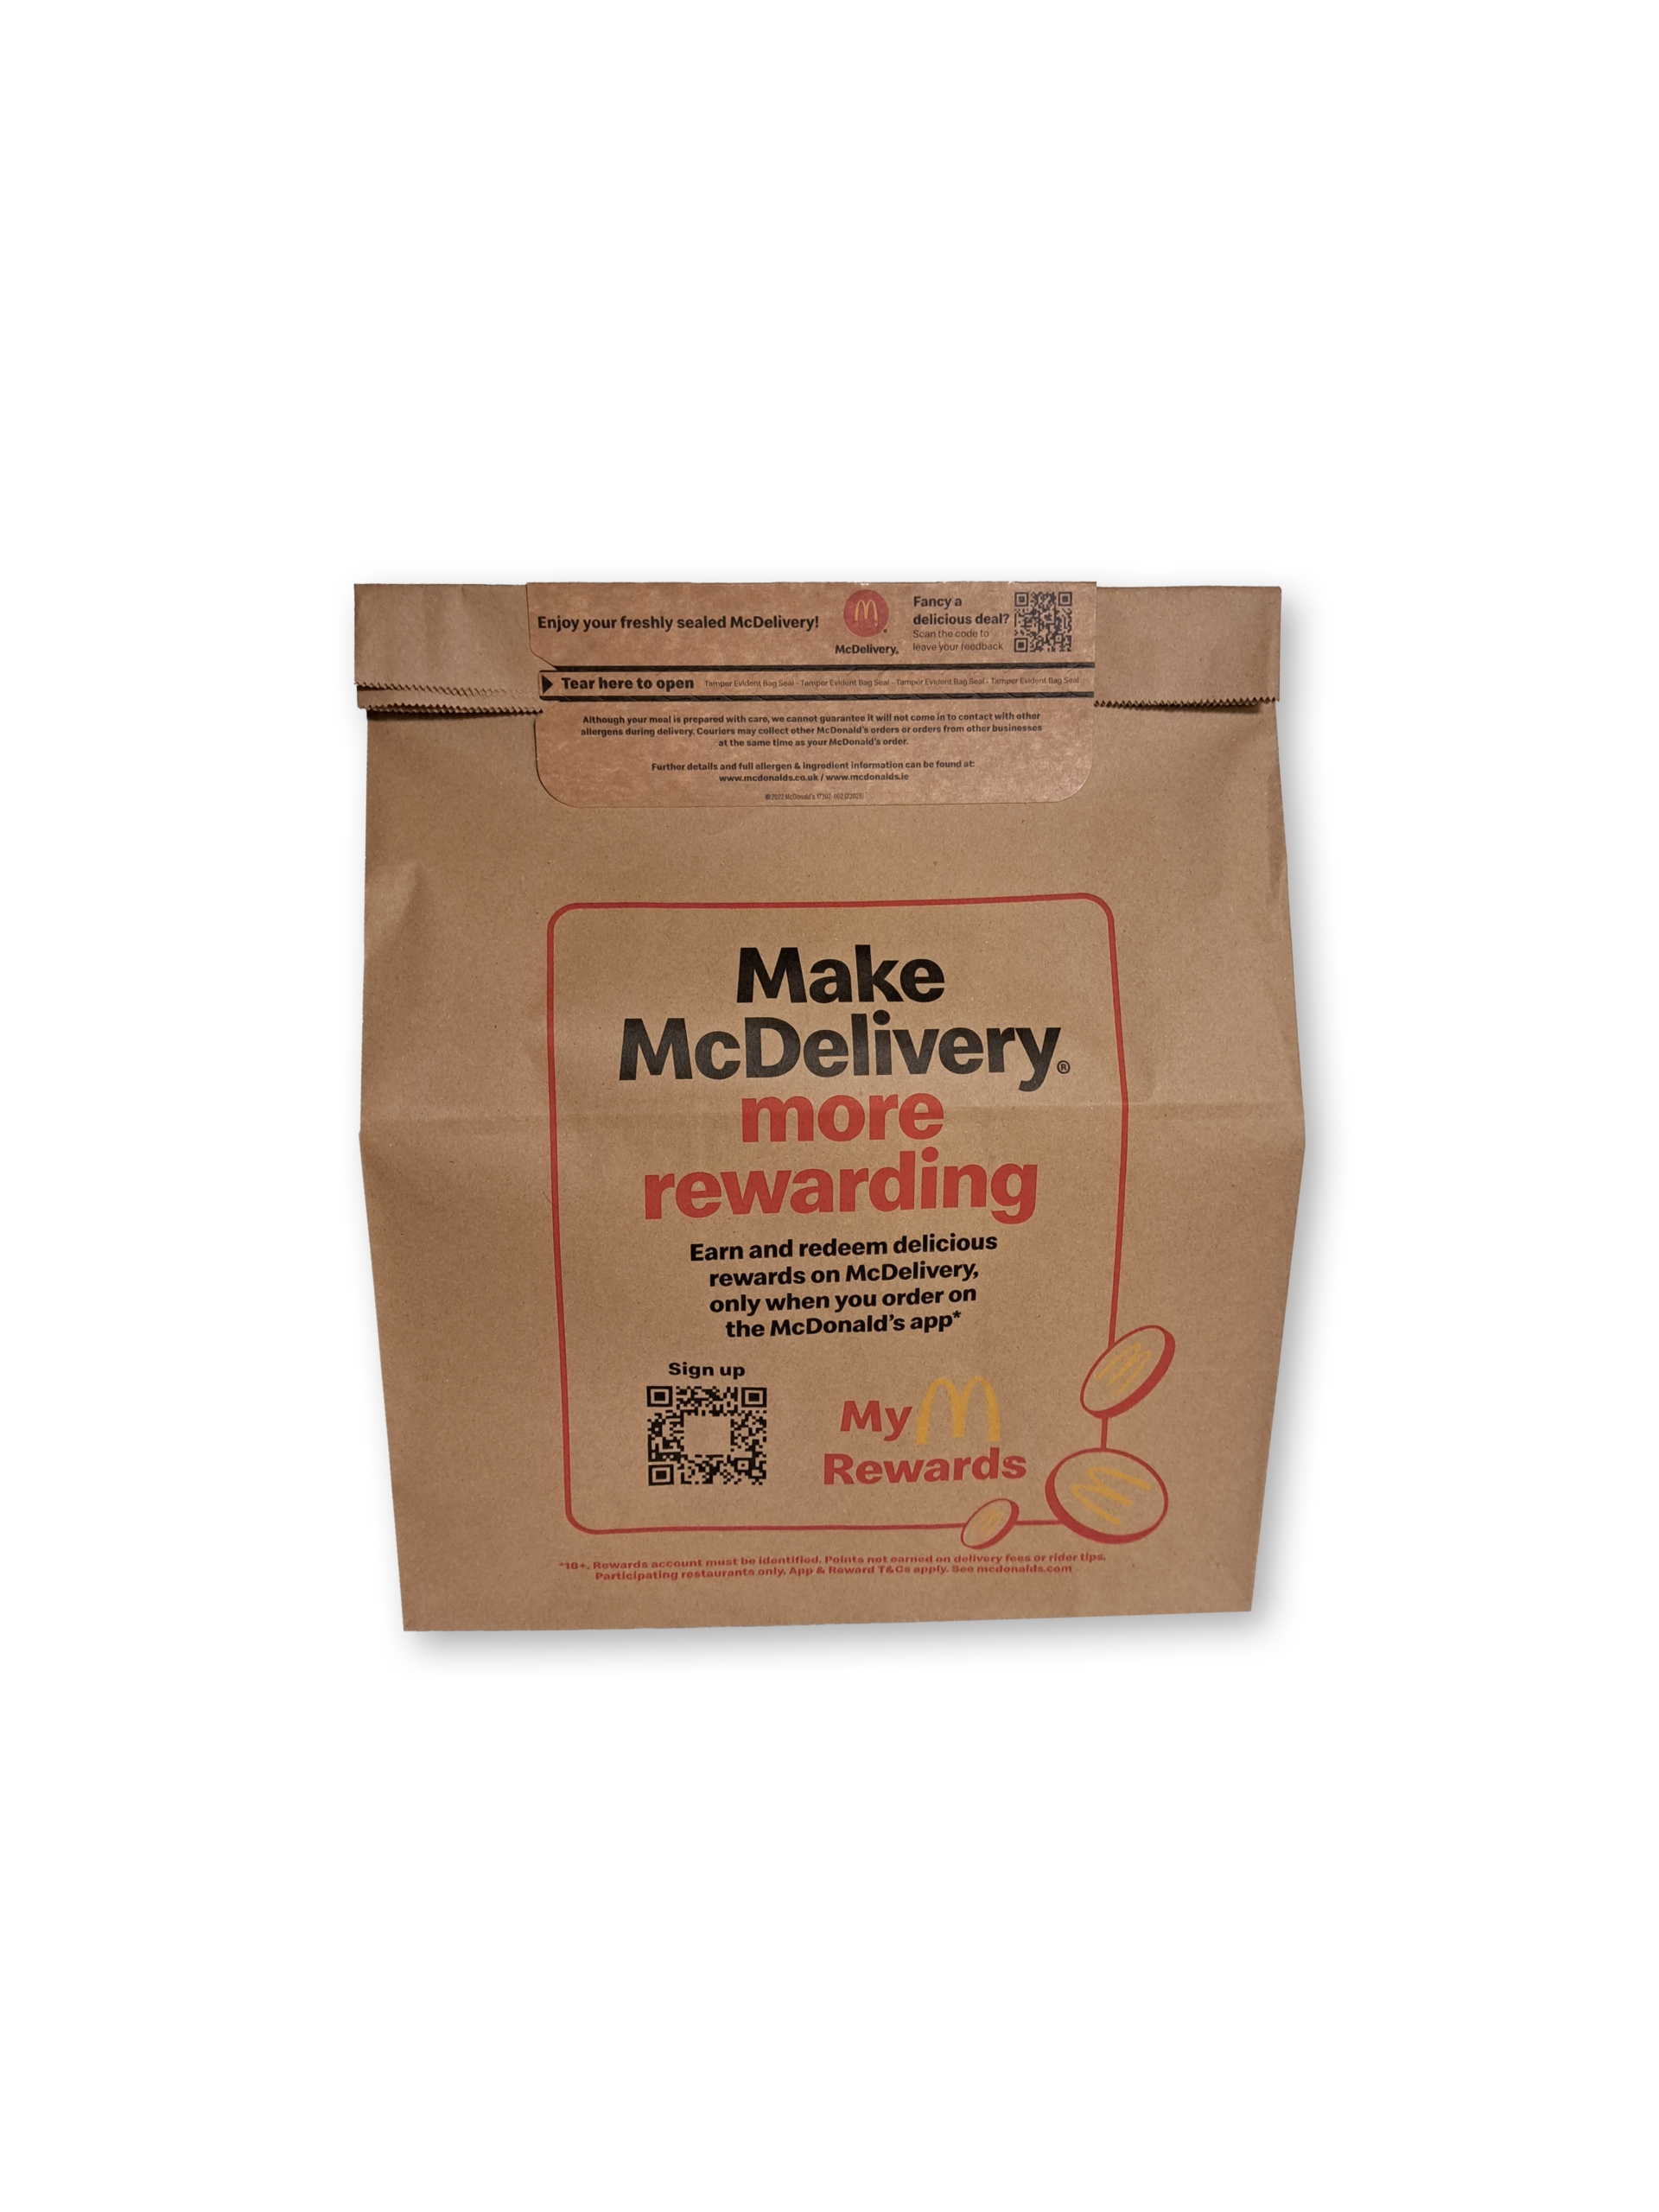 Enjoy your freshly sealed McDelivery!
McDelivery®
Fancy a
delicious deal?
Scan the code to
leave your feedback
Tear here to open Tamper Evident Bag Seal - Tamper Evident Bag Seal - Tamper Evident Bag Seal - Tamper Evident Bag Seal
Although your meal is prepared with care, we cannot guarantee it will not come in to contact with other
allergens during delivery. Couriers may collect other McDonald's orders or orders from other businesses
at the same time as your McDonald's order.
Further details and full allergen & ingredient information can be found at:
www.mcdonalds.co.uk / www.mcdonalds.ie
©2022 McDonald's
Make
McDelivery®
more
rewarding
Earn and redeem delicious
rewards on McDelivery,
only when you order on
the McDonald's app*
Sign up
My
Rewards
*18+. Rewards account must be identified. Points not earned on delivery fees or rider tips.
Participating restaurants only. App & Reward T&Cs apply. See mcdonalds.com